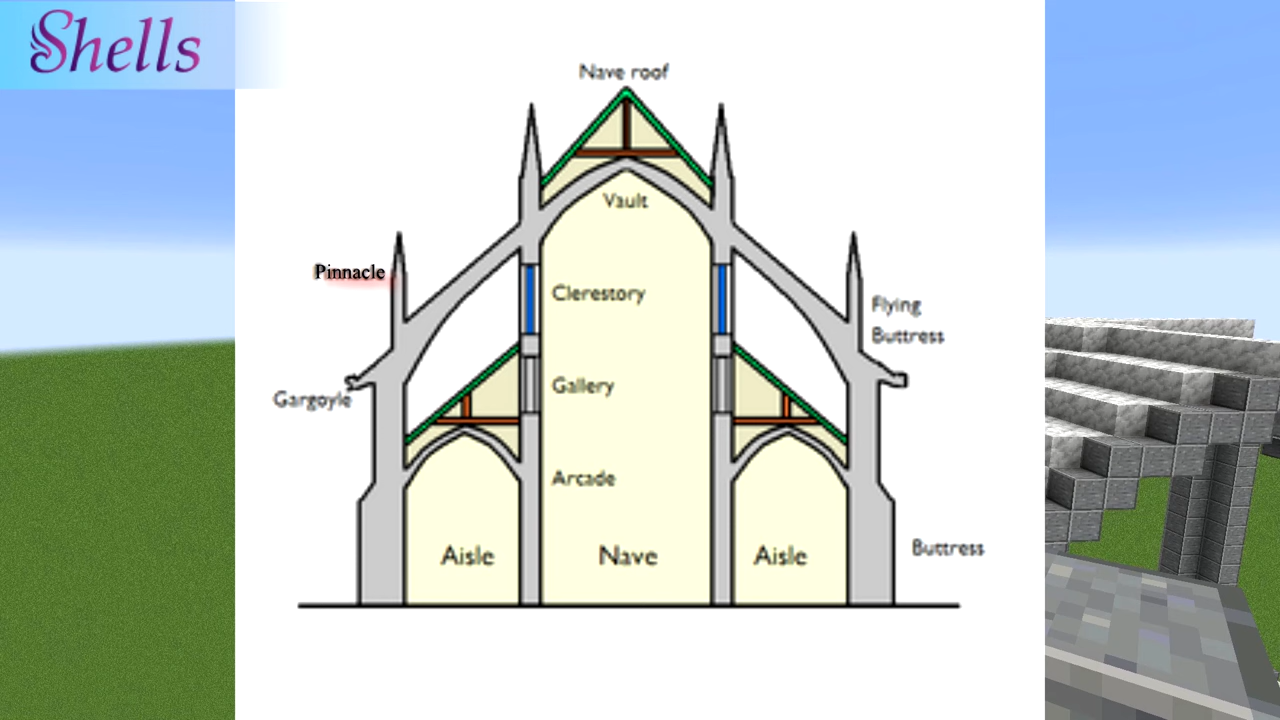 Shells
Nave roof
Vault
Pinnacle
Clerestory
Flying
Buttress
Gallery
Gargoyle
Arcade
Aisle
Nave
Aisle
Buttress